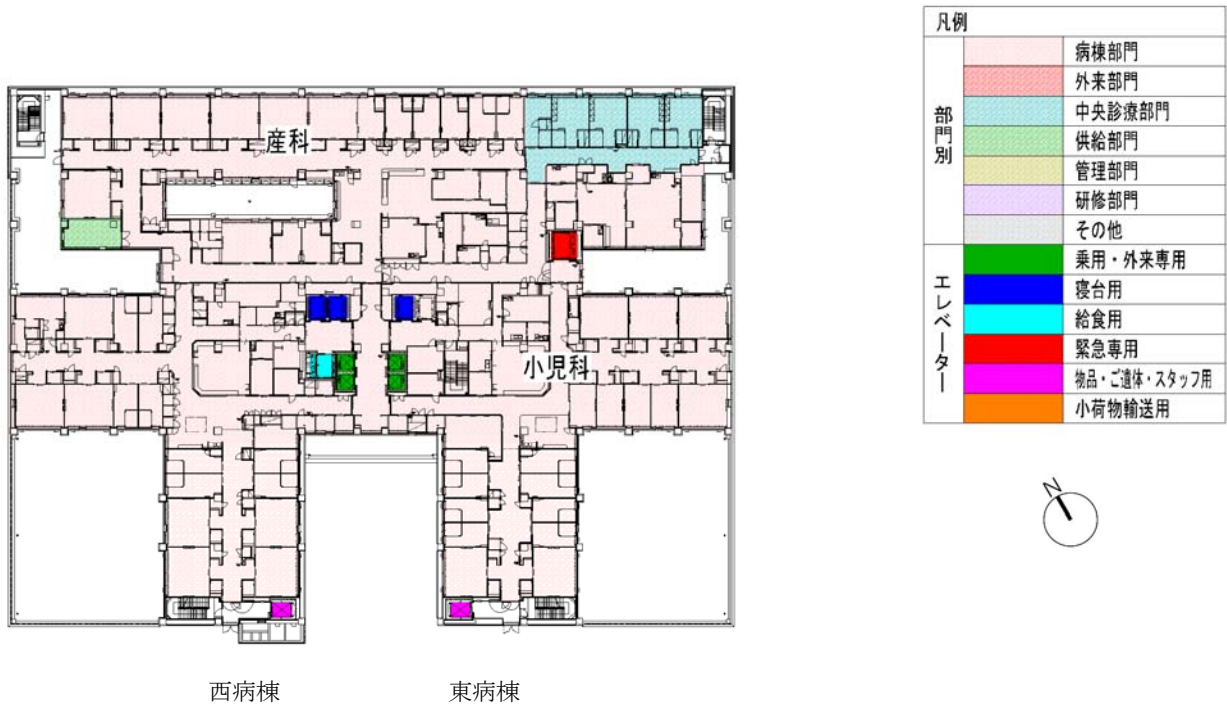 凡例
部門別
病棟部門
外来部門
中央診療部門
供給部門
管理部門
研修部門
その他
エレベーター
乗用・外来専用
寝台用
給食用
緊急専用
物品・ご遺体・スタッフ用
小荷物輸送用
産科
小児科
N
西病棟
東病棟